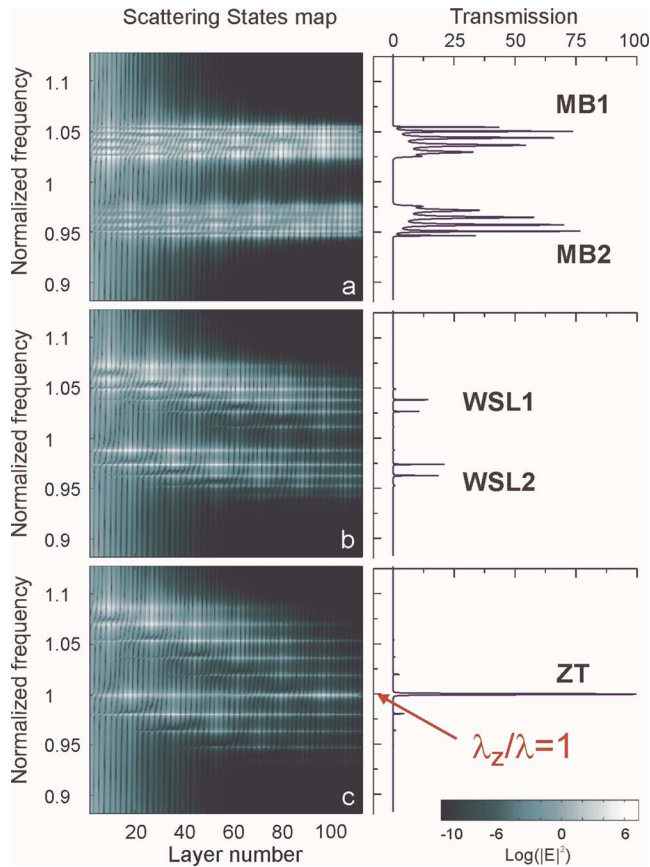 Scattering States map
Transmission
0 25 50 75 100
Normalized frequency
1.1
1.05
1
0.95
0.9
a
MB1
MB2
Normalized frequency
1.1
1.05
1
0.95
0.9
b
WSL1
WSL2
Normalized frequency
1.1
1.05
1
0.95
0.9
c
ZT
λz/λ=1
20 40 60 80 100
Layer number
-10 -6 -2 2 6
Log(|E|²)